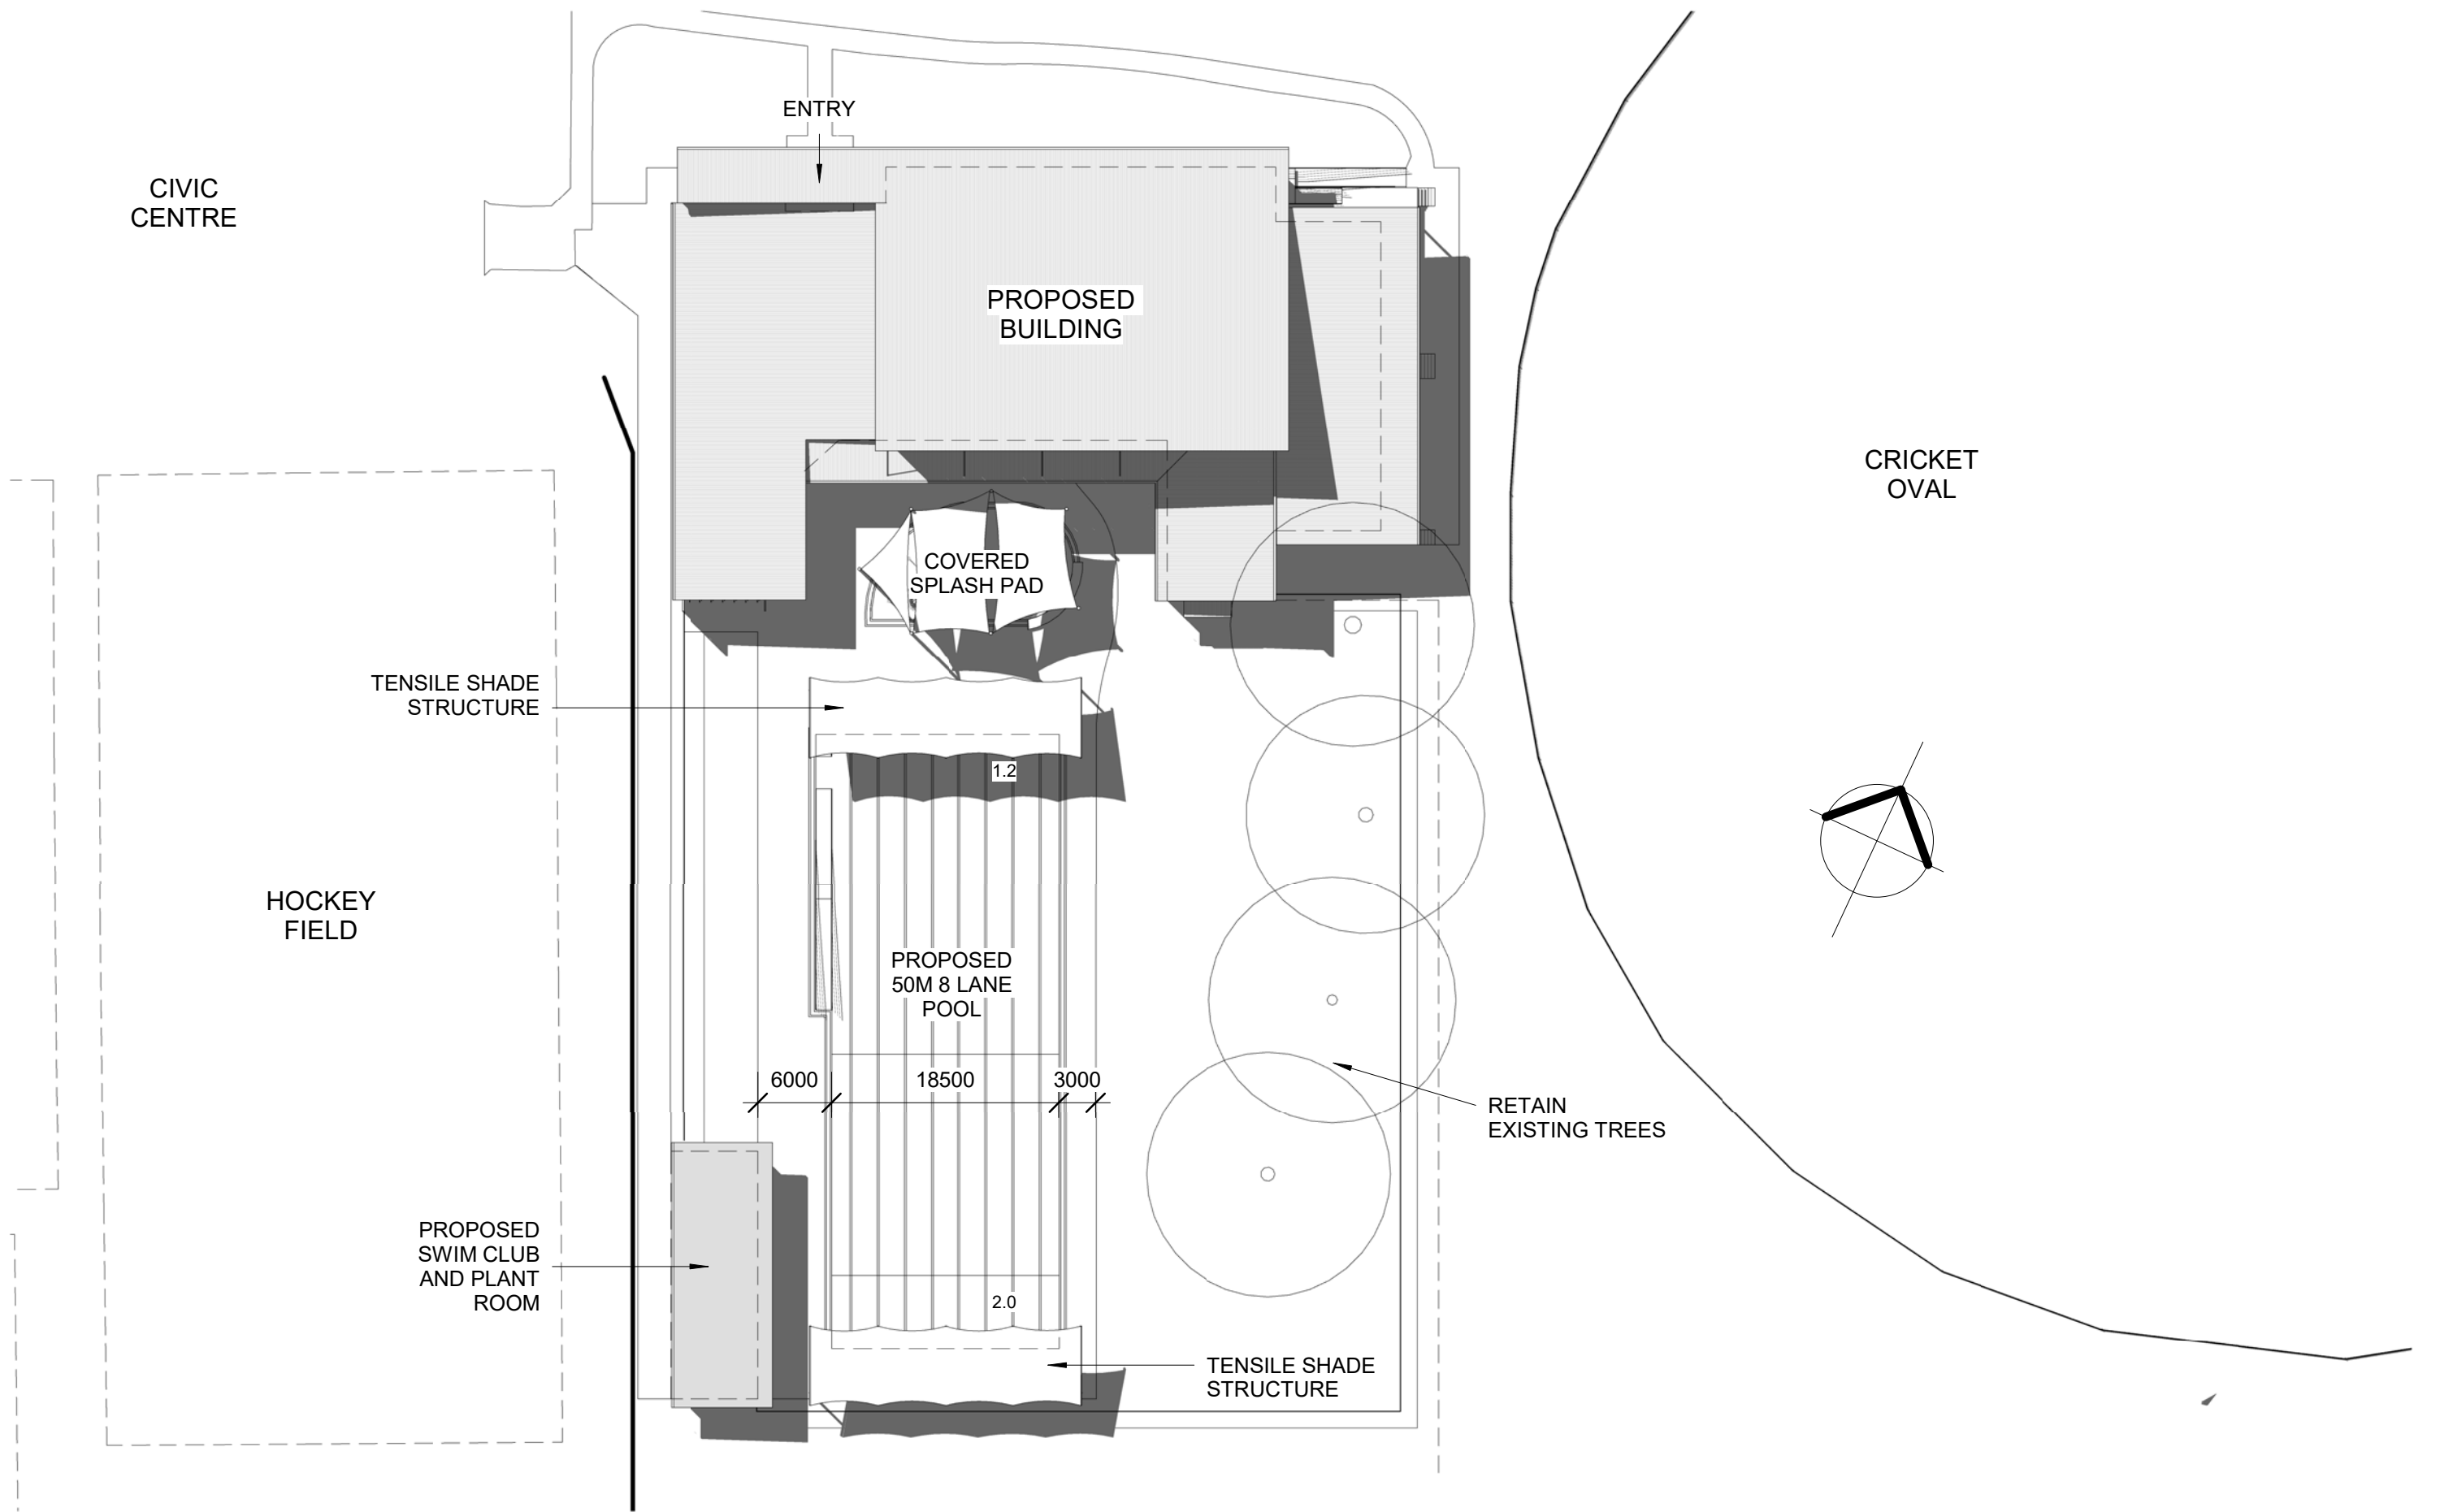 ENTRY
CIVIC
CENTRE
PROPOSED
BUILDING
CRICKET
OVAL
COVERED
SPLASH PAD
TENSILE SHADE
STRUCTURE
1.2
HOCKEY
FIELD
PROPOSED
50M 8 LANE
POOL
6000
18500
3000
RETAIN
EXISTING TREES
PROPOSED
SWIM CLUB
AND PLANT
ROOM
2.0
TENSILE SHADE
STRUCTURE